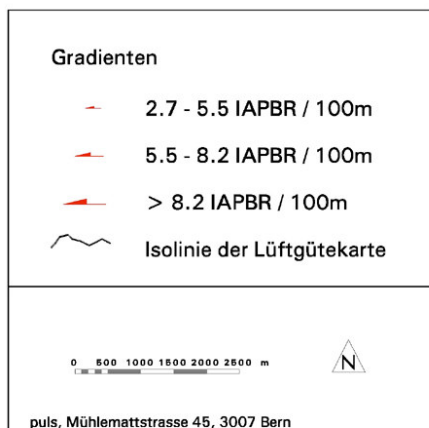 Gradienten
2.7 - 5.5 IAPBR / 100m
5.5 - 8.2 IAPBR / 100m
> 8.2 IAPBR / 100m
Isolinie der Lüftgütekarte
0 500 1000 1500 2000 2500 m
N
puls, Mühlemattstrasse 45, 3007 Bern